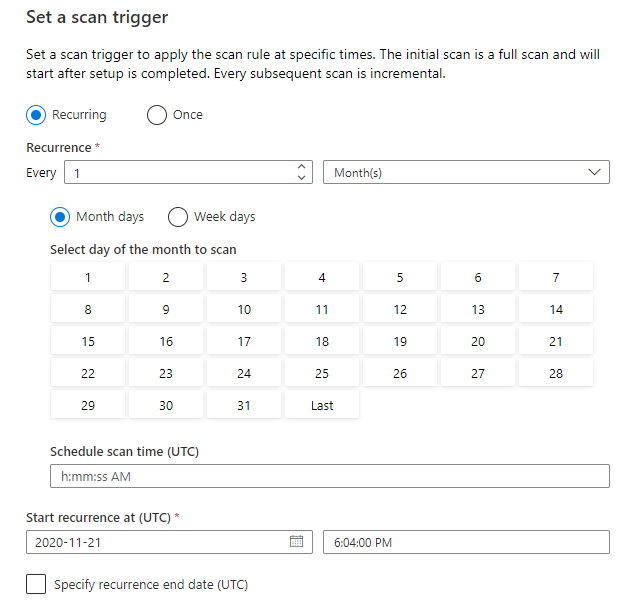 Set a scan trigger
Set a scan trigger to apply the scan rule at specific times. The initial scan is a full scan and will
start after setup is completed. Every subsequent scan is incremental.
Recurring Once
Recurrence *
Every 1 Month(s)
Month days Week days
Select day of the month to scan
1 2 3 4 5 6 7
8 9 10 11 12 13 14
15 16 17 18 19 20 21
22 23 24 25 26 27 28
29 30 31 Last
Schedule scan time (UTC)
h:mm:ss AM
Start recurrence at (UTC) *
2020-11-21 6:04:00 PM
Specify recurrence end date (UTC)